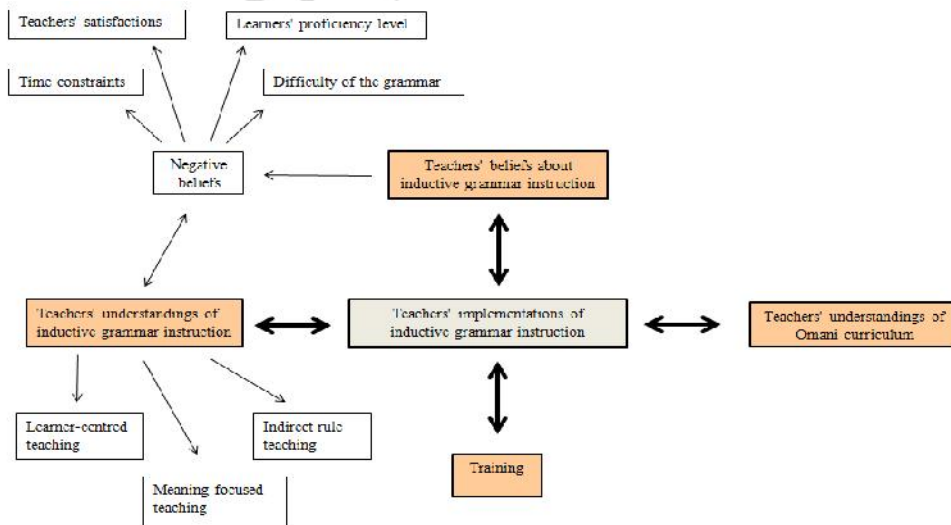 Teachers' satisfactions
Learners' proficiency level
Time constraints
Difficulty of the grammar
Negative
beliefs
Teachers' beliefs about
inductive grammar instruction
Teachers' understandings of
inductive grammar instruction
Teachers' implementations of
inductive grammar instruction
Teachers' understandings of
Omani curriculum
Learner-centred
teaching
Indirect rule
teaching
Meaning focused
teaching
Training